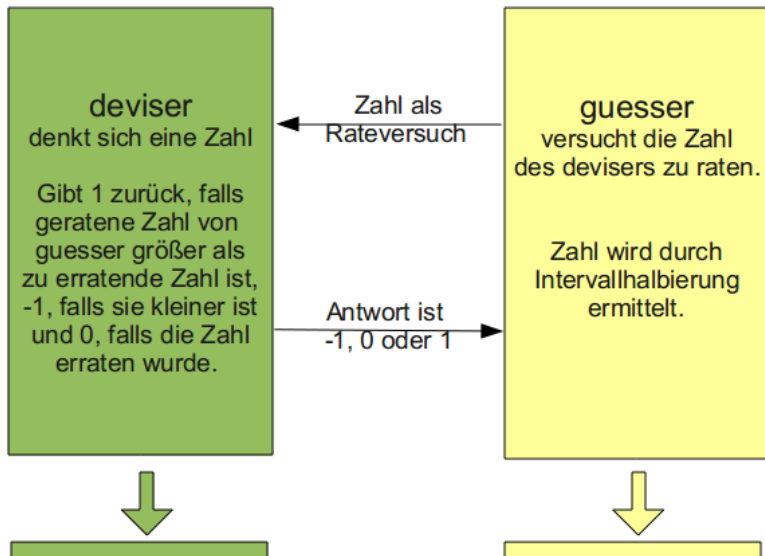 deviser
denkt sich eine Zahl
Gibt 1 zurück, falls
geratene Zahl von
guesser größer als
zu erratende Zahl ist,
-1, falls sie kleiner ist
und 0, falls die Zahl
erraten wurde.
Zahl als
Rateversuch
Antwort ist
-1, 0 oder 1
guesser
versucht die Zahl
des devisers zu raten.
Zahl wird durch
Intervallhalbierung
ermittelt.